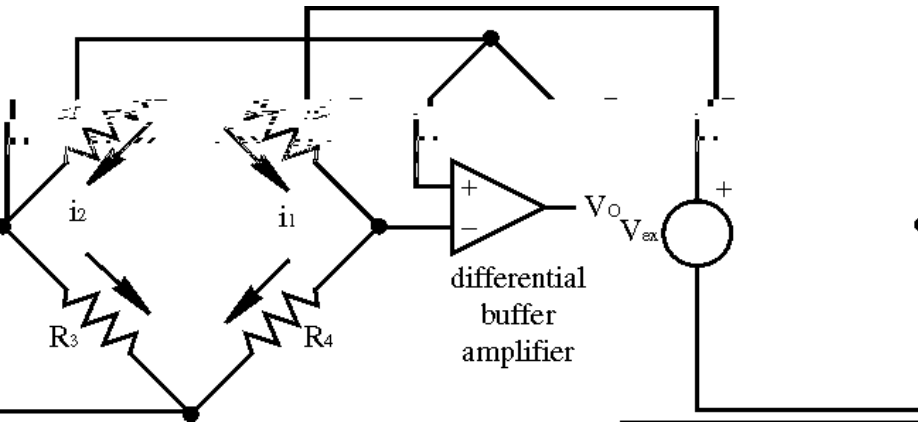 +
i2
i1
+
−
VO
Vex
differential
buffer
amplifier
R3
R4